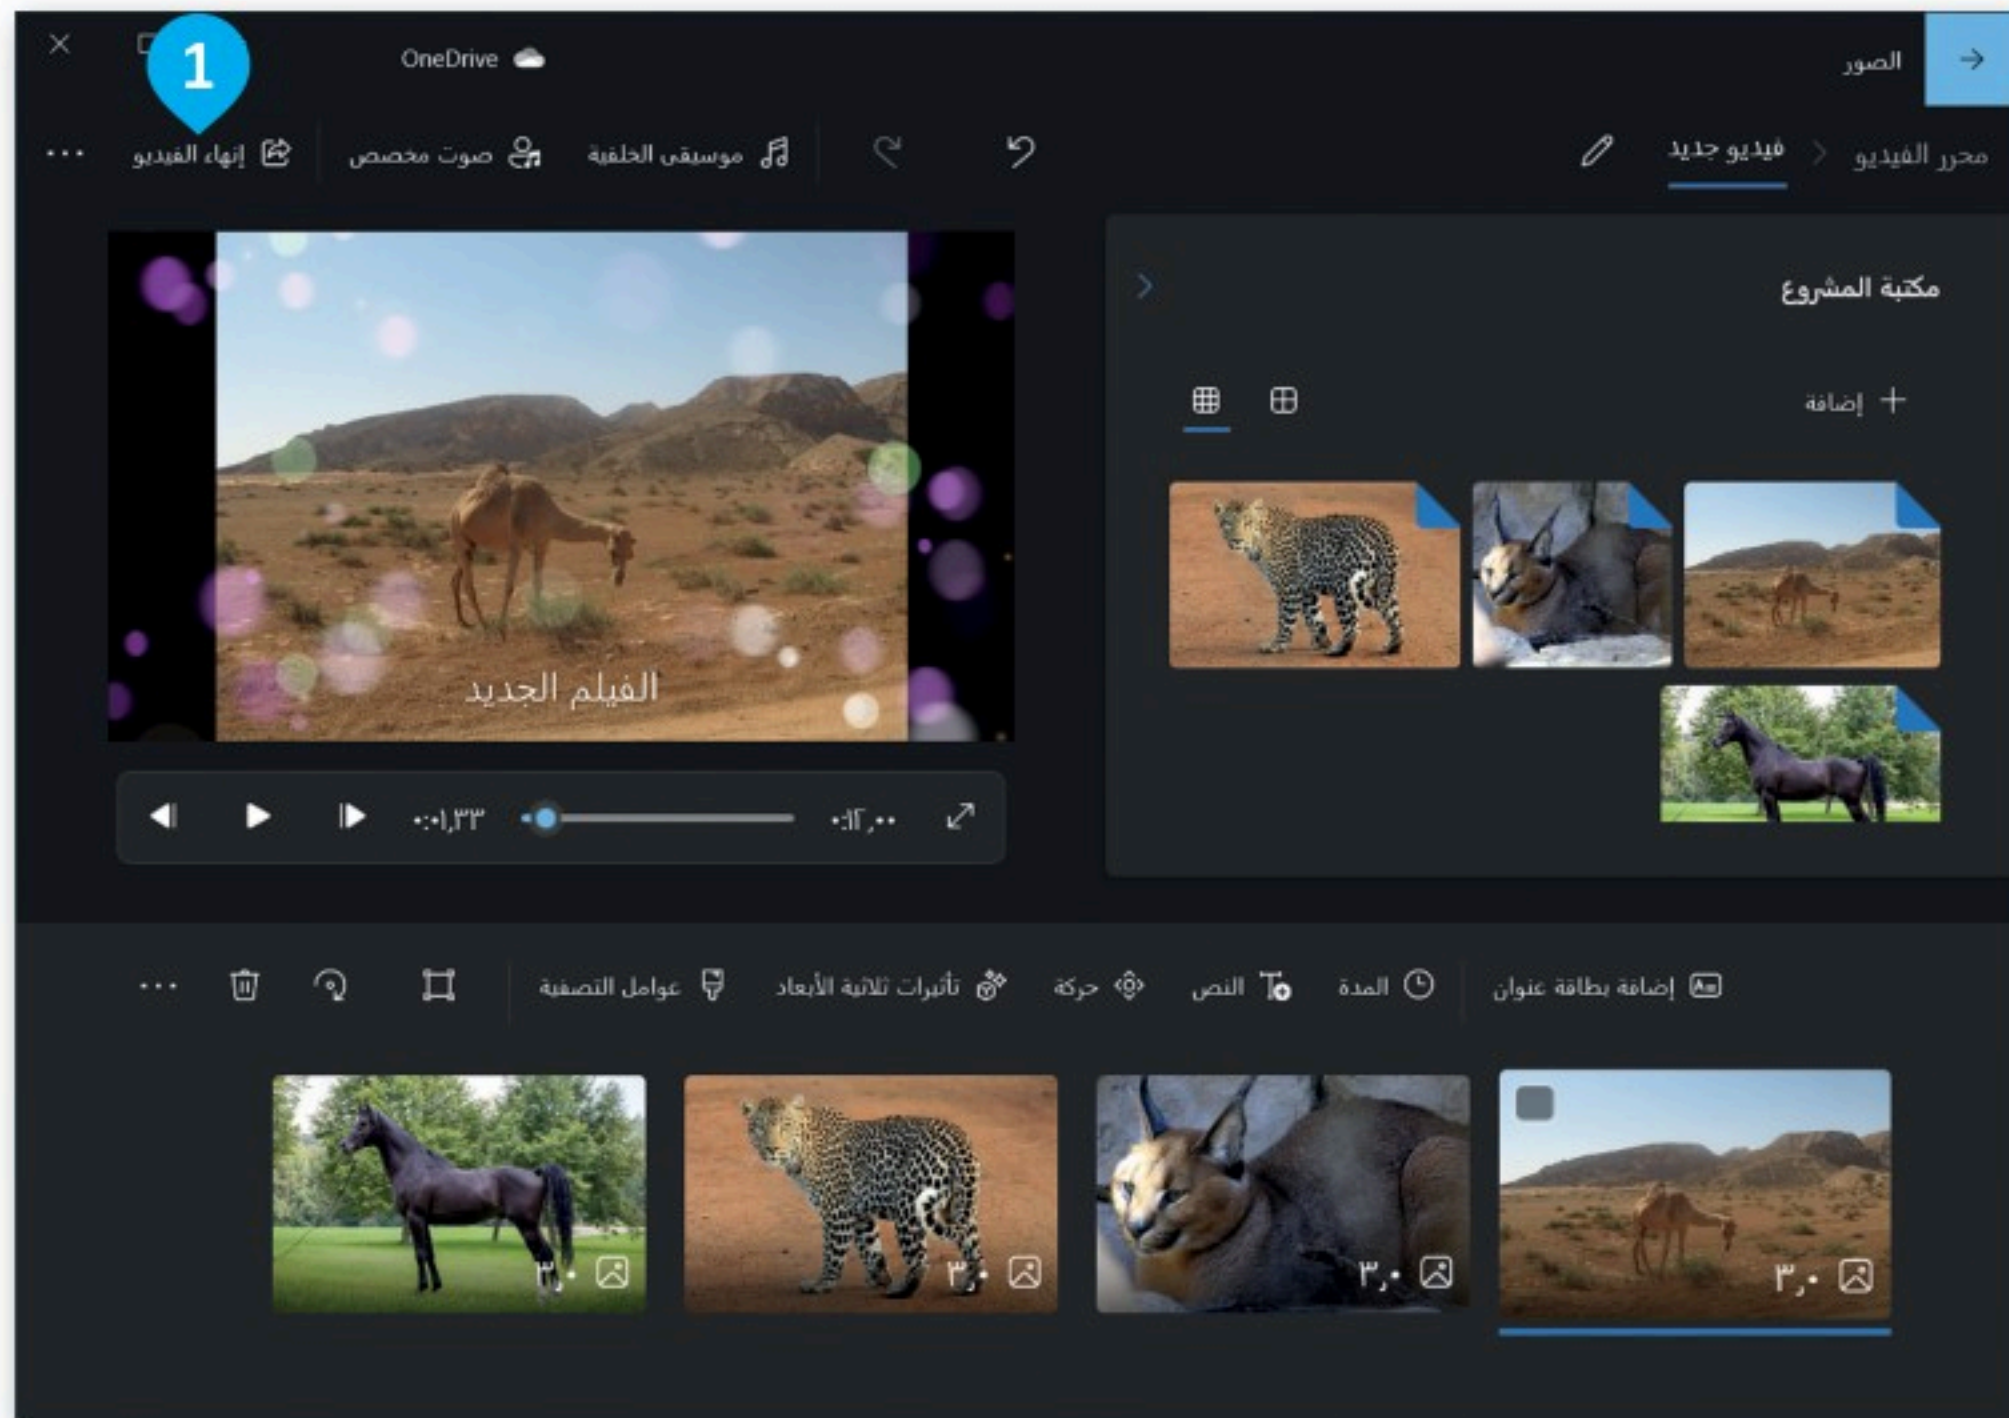 الصور
OneDrive
1
محرر الفيديو > فيديو جديد
موسيقى الخلفية
صوت مخصص
إنهاء الفيديو
...
مكتبة المشروع
+ إضافة
الفيلم الجديد
٠:٠١,٣٣
٠:١٢,٠٠
إضافة بطاقة عنوان
المدة
النص
حركة
تأثيرات ثلاثية الأبعاد
عوامل التصفية
...
٣,٠
٣,٠
٣,٠
٣,٠